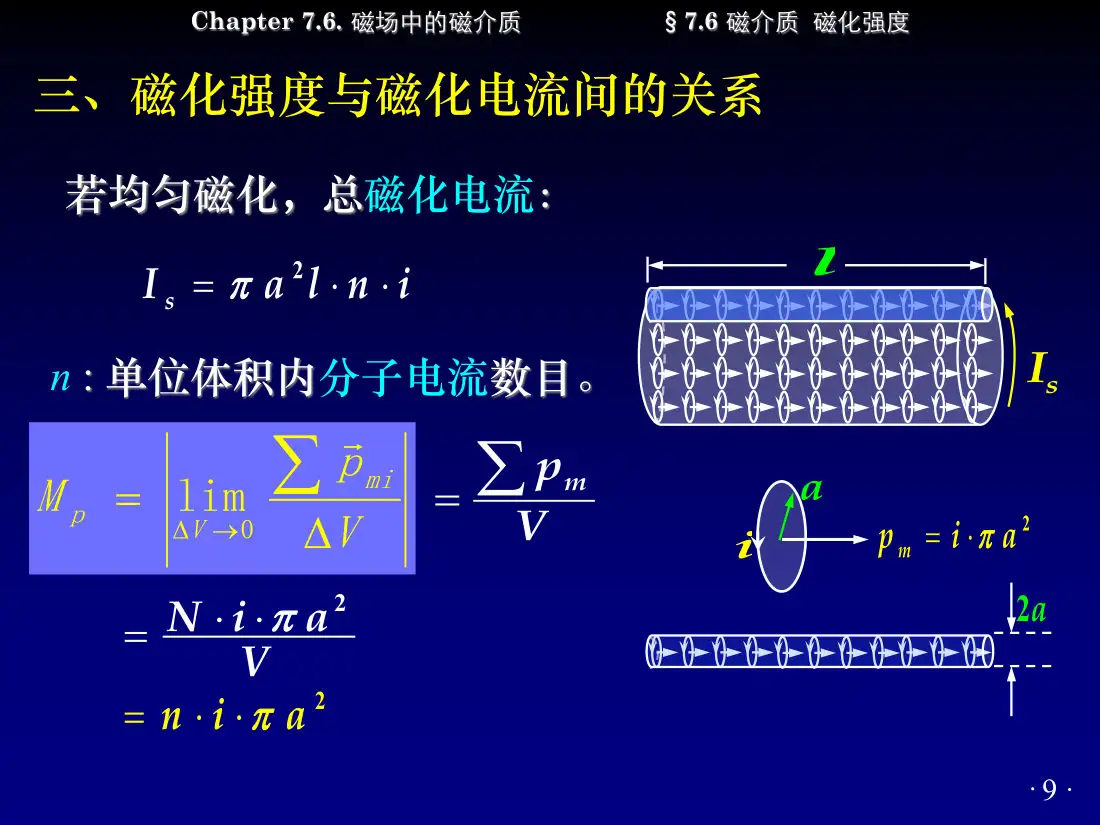 Chapter 7.6. 磁场中的磁介质 §7.6 磁介质 磁化强度
三、磁化强度与磁化电流间的关系
若均匀磁化，总磁化电流:
I_s = π a² l · n · i
n : 单位体积内分子电流数目。
M_p = | lim_{ΔV→0} ∑ p⃗_{mi} / ΔV | = ∑ p_m / V
= N · i · π a² / V
= n · i · π a²
l
I_s
a
i
p_m = i · π a²
2a
· 9 ·